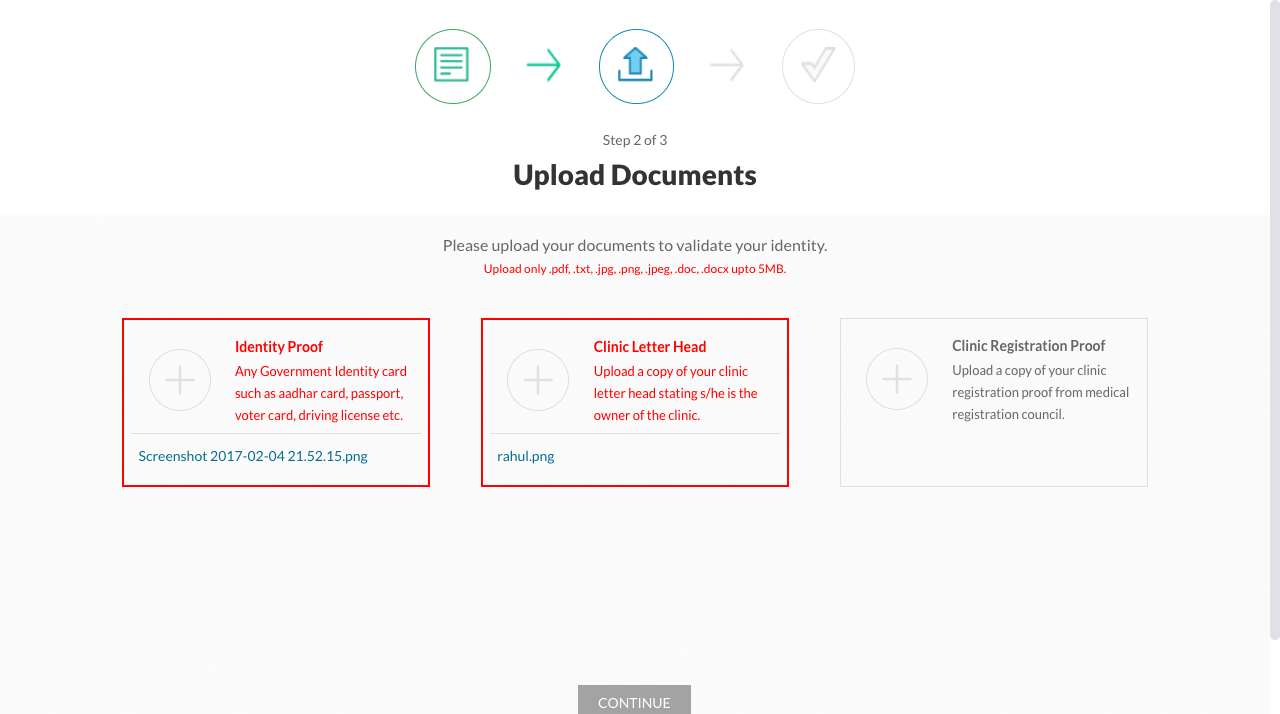 Step 2 of 3
Upload Documents
Please upload your documents to validate your identity.
Upload only .pdf, .txt, .jpg, .png, .jpeg, .doc, .docx upto 5MB.
Identity Proof
Any Government Identity card
such as aadhar card, passport,
voter card, driving license etc.
Screenshot 2017-02-04 21.52.15.png
Clinic Letter Head
Upload a copy of your clinic
letter head stating s/he is the
owner of the clinic.
rahul.png
Clinic Registration Proof
Upload a copy of your clinic
registration proof from medical
registration council.
CONTINUE